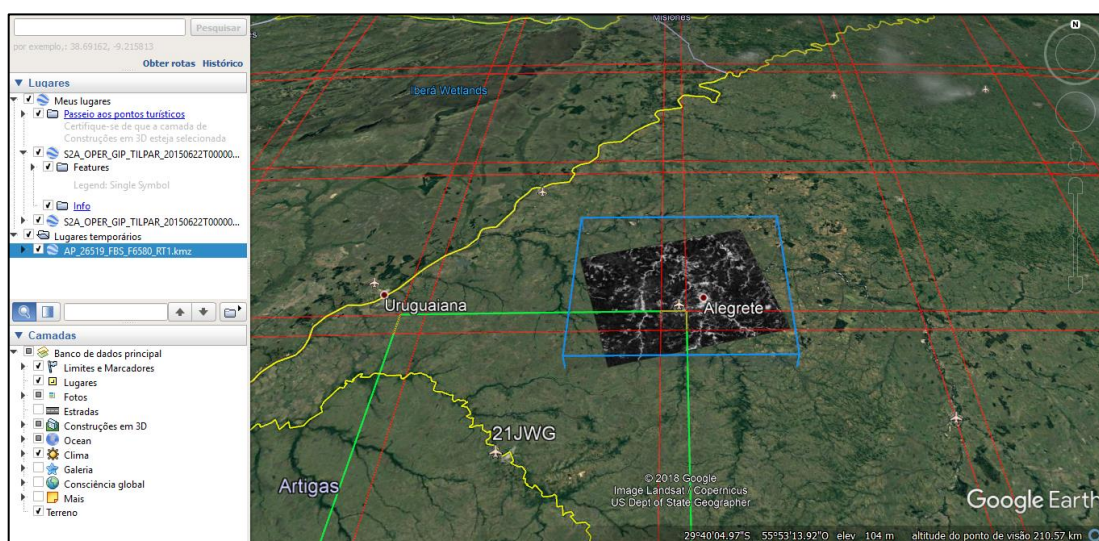 Pesquisar
por exemplo,: 38.69162, -9.215813
Obter rotas Histórico
Lugares
Meus lugares
Passeio aos pontos turísticos
Certifique-se de que a camada de
Construções em 3D esteja selecionada
S2A_OPER_GIP_TILPAR_20150622T00000...
Features
Legend: Single Symbol
Info
S2A_OPER_GIP_TILPAR_20150622T00000...
Lugares temporários
AP_26519_FBS_F6580_RT1.kmz
Camadas
Banco de dados principal
Limites e Marcadores
Lugares
Fotos
Estradas
Construções em 3D
Ocean
Clima
Galeria
Consciência global
Mais
Terreno
Misiones
Iberá Wetlands
N
Uruguaiana
Alegrete
21JWG
Artigas
© 2018 Google
Image Landsat / Copernicus
US Dept of State Geographer
Google Earth
29°40'04.97"S 55°53'13.92"O elev 104 m altitude do ponto de visão 210.57 km